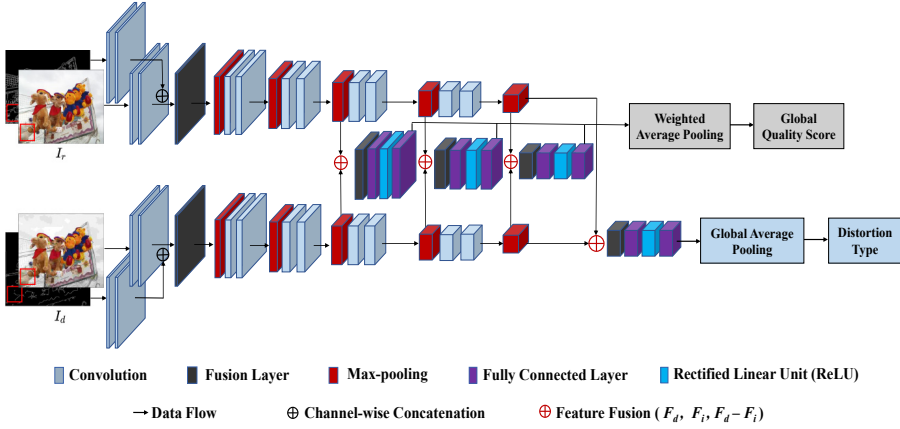 I_r
Weighted
Average Pooling
Global
Quality Score
Global Average
Pooling
Distortion
Type
I_d
Convolution
Fusion Layer
Max-pooling
Fully Connected Layer
Rectified Linear Unit (ReLU)
Data Flow
Channel-wise Concatenation
Feature Fusion ( F_d, F_i, F_d – F_i )